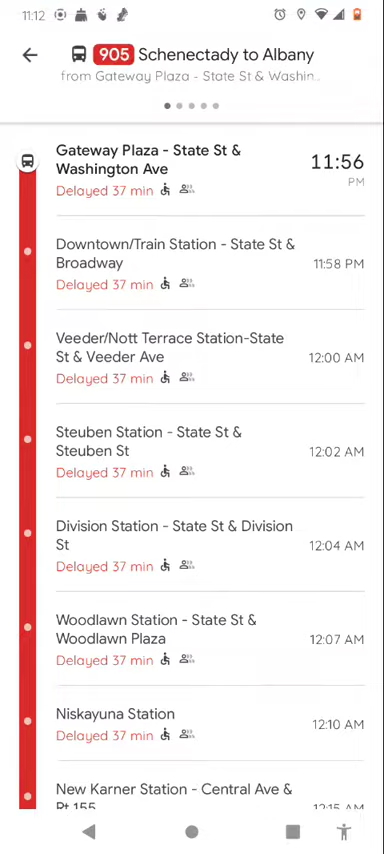 11:12
905 Schenectady to Albany
from Gateway Plaza - State St & Washin..
Gateway Plaza - State St &
Washington Ave
11:56
PM
Delayed 37 min
Downtown/Train Station - State St &
Broadway
11:58 PM
Delayed 37 min
Veeder/Nott Terrace Station-State
St & Veeder Ave
12:00 AM
Delayed 37 min
Steuben Station - State St &
Steuben St
12:02 AM
Delayed 37 min
Division Station - State St & Division
St
12:04 AM
Delayed 37 min
Woodlawn Station - State St &
Woodlawn Plaza
12:07 AM
Delayed 37 min
Niskayuna Station
12:10 AM
Delayed 37 min
New Karner Station - Central Ave &
Rt 155
12:15 AM